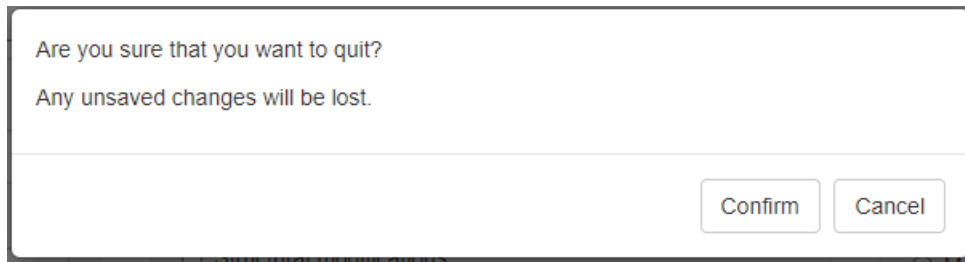 Are you sure that you want to quit?
Any unsaved changes will be lost.
Confirm
Cancel